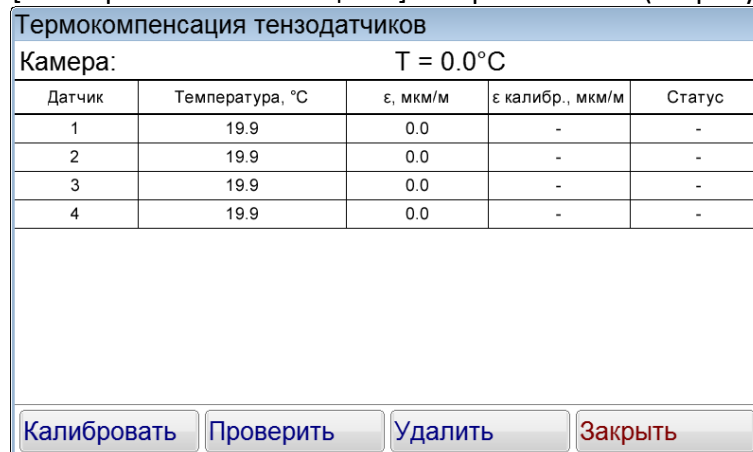 Термокомпенсация тензодатчиков
Камера: T = 0.0°C
Датчик Температура, °C ε, мкм/м ε калибр., мкм/м Статус
1 19.9 0.0 - -
2 19.9 0.0 - -
3 19.9 0.0 - -
4 19.9 0.0 - -
Калибровать Проверить Удалить Закрыть